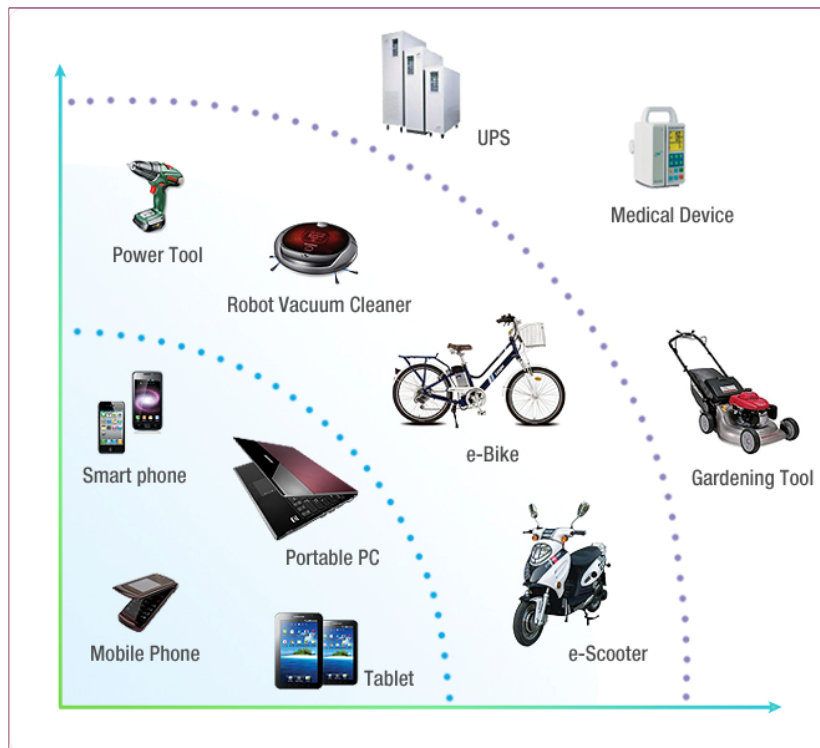 UPS
Medical Device
Power Tool
Robot Vacuum Cleaner
e-Bike
Smart phone
Gardening Tool
Portable PC
Mobile Phone
Tablet
e-Scooter